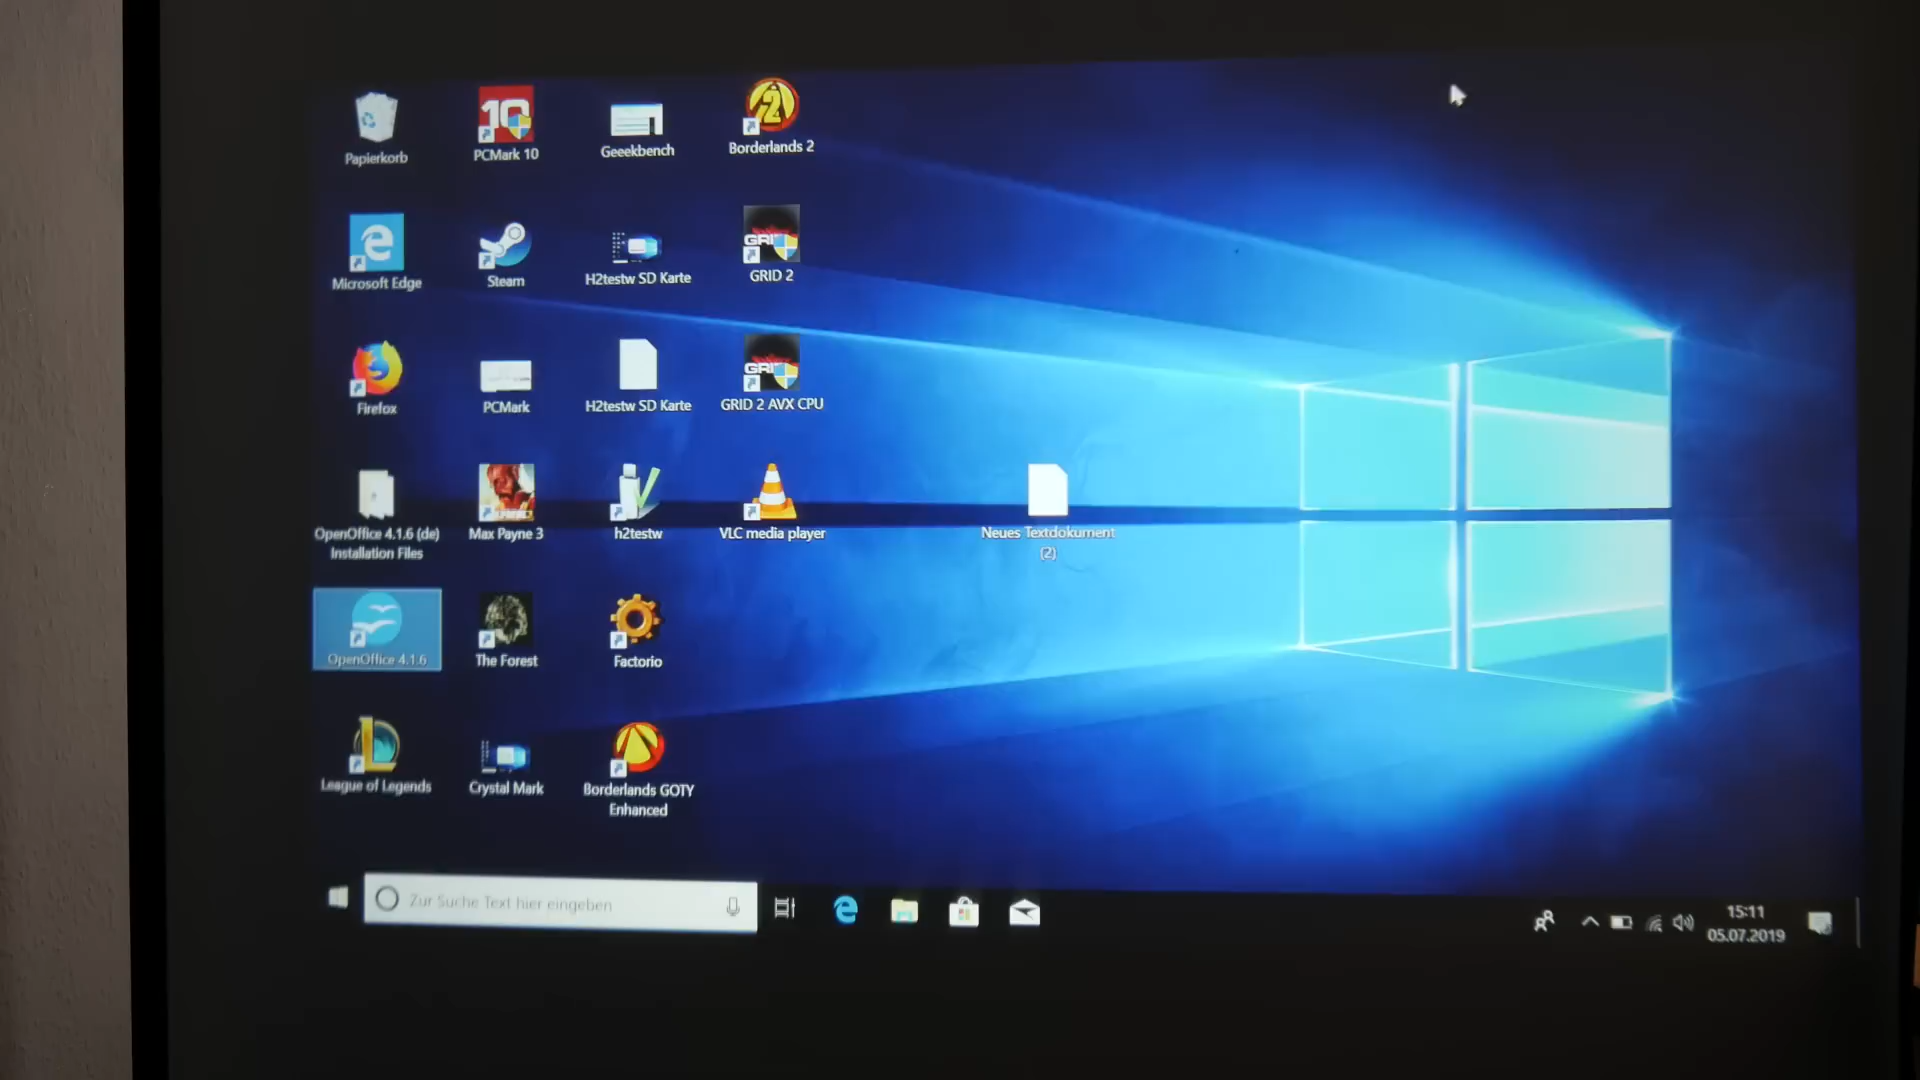 Papierkorb
PCMark 10
Geeekbench
Borderlands 2
Microsoft Edge
Steam
H2testw SD Karte
GRID 2
Firefox
PCMark
H2testw SD Karte
GRID 2 AVX CPU
OpenOffice 4.1.6 (de)
Installation Files
Max Payne 3
h2testw
VLC media player
Neues Textdokument
(2)
OpenOffice 4.1.6
The Forest
Factorio
League of Legends
Crystal Mark
Borderlands GOTY
Enhanced
Zur Suche Text hier eingeben
15:11
05.07.2019